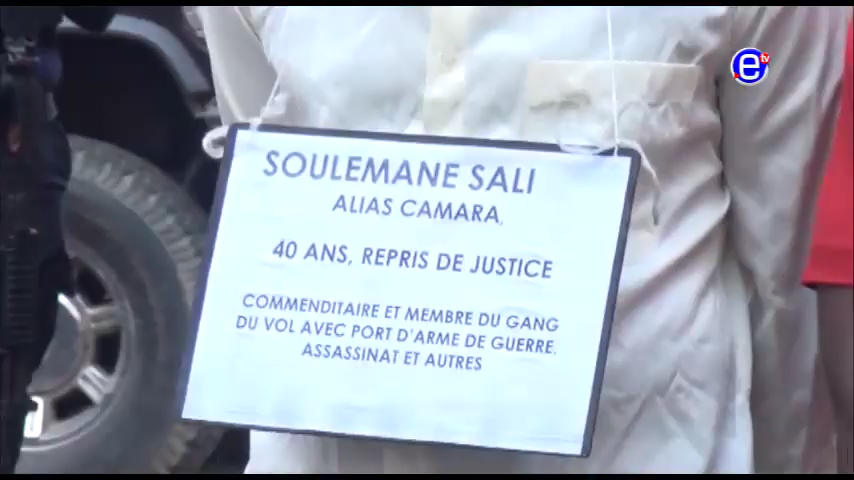 SOULEMANE SALI
ALIAS CAMARA,
40 ANS, REPRIS DE JUSTICE
COMMENDITAIRE ET MEMBRE DU GANG
DU VOL AVEC PORT D'ARME DE GUERRE,
ASSASSINAT ET AUTRES
e tv